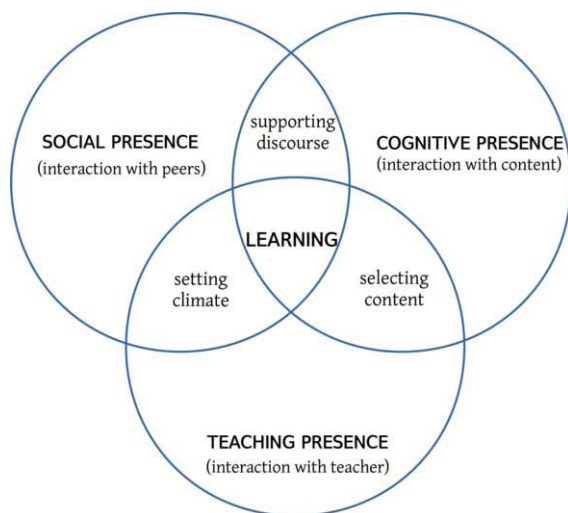 supporting
discourse
SOCIAL PRESENCE
(interaction with peers)
COGNITIVE PRESENCE
(interaction with content)
LEARNING
setting
climate
selecting
content
TEACHING PRESENCE
(interaction with teacher)